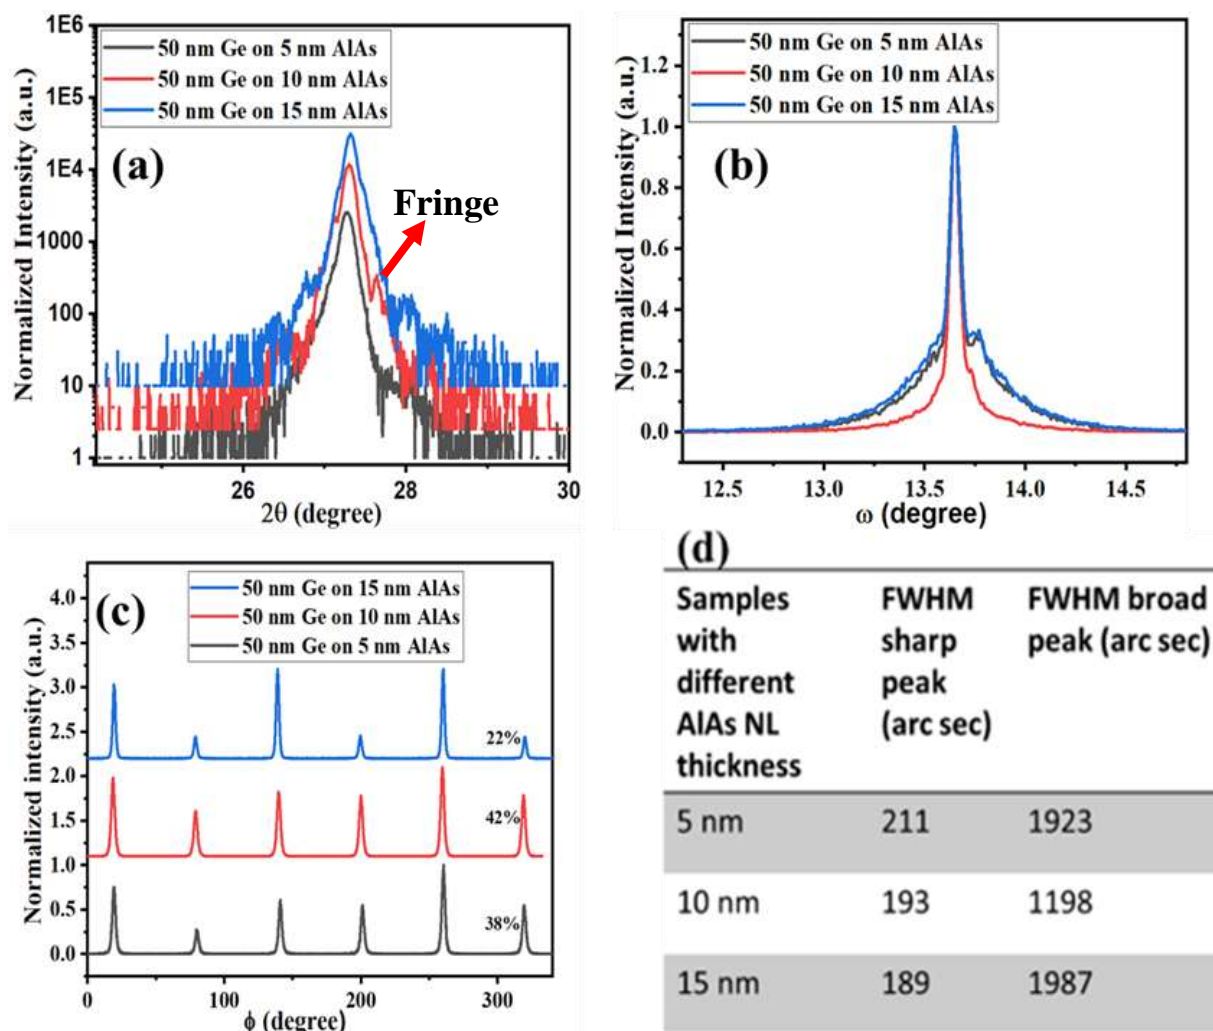 50 nm Ge on 5 nm AlAs
50 nm Ge on 10 nm AlAs
50 nm Ge on 15 nm AlAs
(a)
Fringe
Normalized Intensity (a.u.)
1E6
1E5
1E4
1000
100
10
1
26 28 30
2θ (degree)
50 nm Ge on 5 nm AlAs
50 nm Ge on 10 nm AlAs
50 nm Ge on 15 nm AlAs
(b)
Normalized Intensity (a.u.)
1.2
1.0
0.8
0.6
0.4
0.2
0.0
12.5 13.0 13.5 14.0 14.5
ω (degree)
50 nm Ge on 15 nm AlAs
50 nm Ge on 10 nm AlAs
50 nm Ge on 5 nm AlAs
(c)
Normalized intensity (a.u.)
4.0
3.5
3.0
2.5
2.0
1.5
1.0
0.5
0.0
22%
42%
38%
0 100 200 300
ϕ (degree)
(d)
Samples with different AlAs NL thickness
FWHM sharp peak (arc sec)
FWHM broad peak (arc sec)
5 nm 211 1923
10 nm 193 1198
15 nm 189 1987